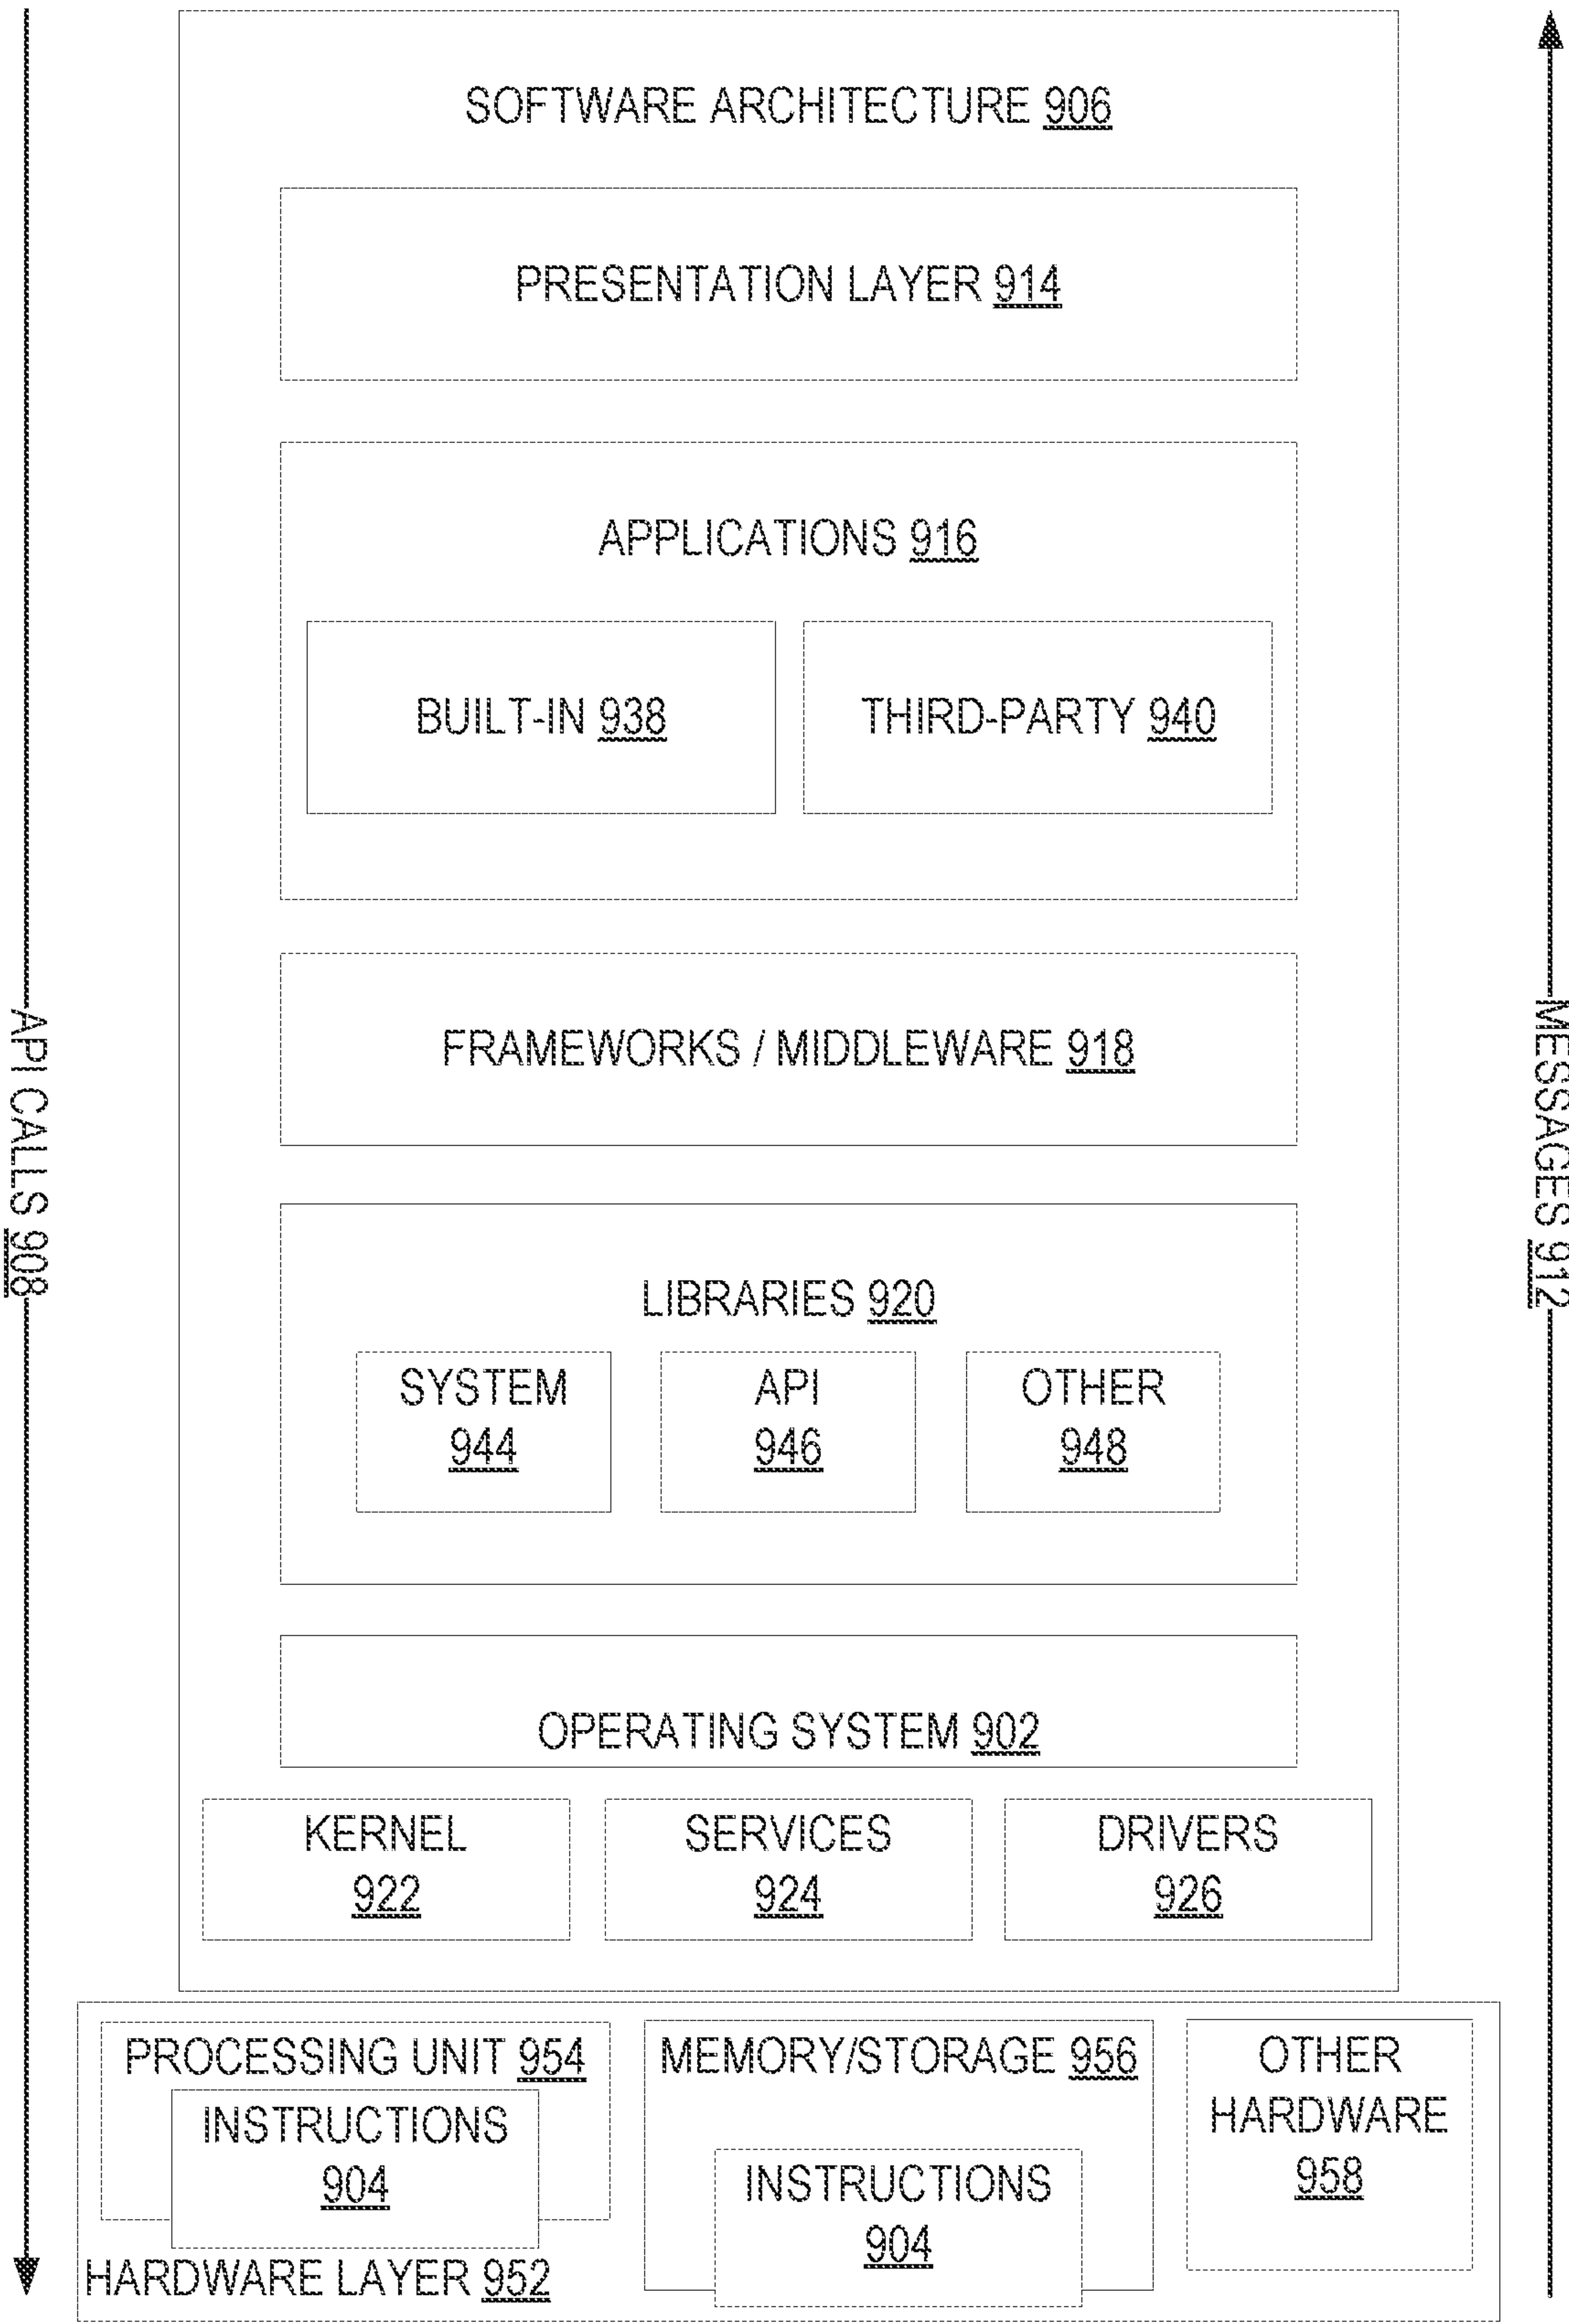 SOFTWARE ARCHITECTURE 906
PRESENTATION LAYER 914
APPLICATIONS 916
BUILT-IN 938
THIRD-PARTY 940
FRAMEWORKS / MIDDLEWARE 918
API CALLS 908
MESSAGES 912
LIBRARIES 920
SYSTEM
944
API
946
OTHER
948
OPERATING SYSTEM 902
KERNEL
922
SERVICES
924
DRIVERS
926
PROCESSING UNIT 954
INSTRUCTIONS
904
MEMORY/STORAGE 956
INSTRUCTIONS
904
OTHER
HARDWARE
958
HARDWARE LAYER 952